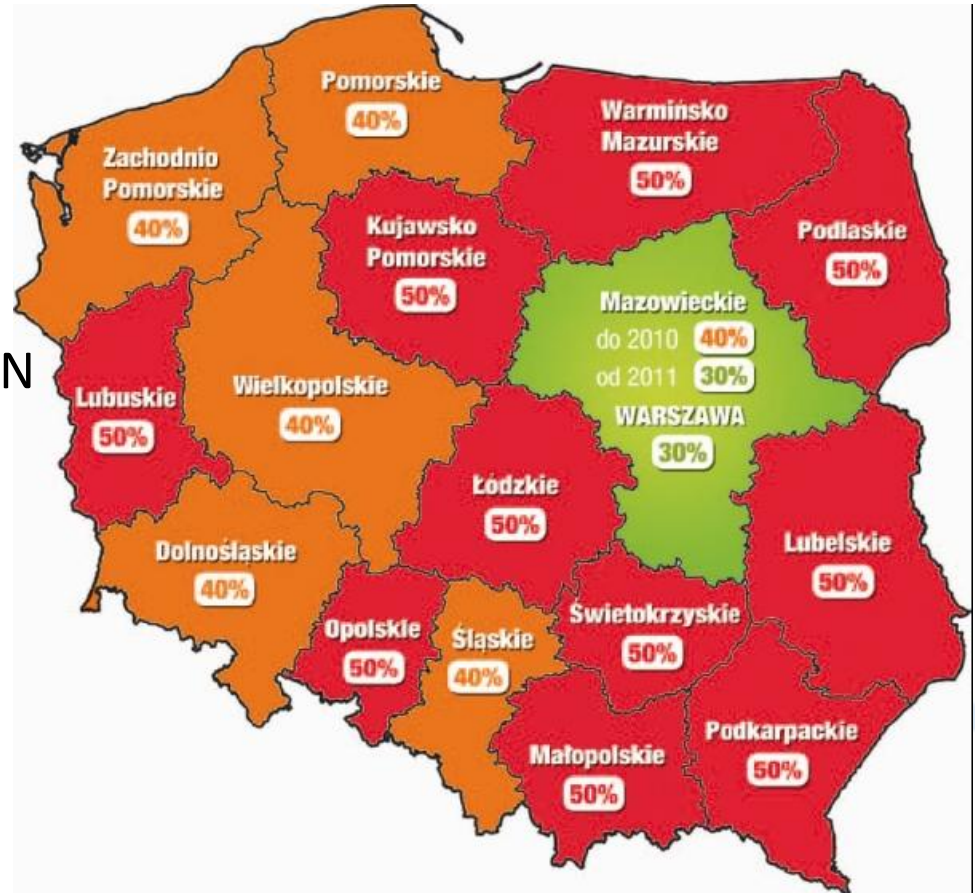 Pomorskie
40%
Warmińsko
Mazurskie
50%
Zachodnio
Pomorskie
40%
Kujawsko
Pomorskie
50%
Podlaskie
50%
Mazowieckie
do 2010 40%
od 2011 30%
WARSZAWA
30%
N
Lubuskie
50%
Wielkopolskie
40%
Łódzkie
50%
Dolnośląskie
40%
Lubelskie
50%
Opolskie
50%
Śląskie
40%
Świetokrzyskie
50%
Małopolskie
50%
Podkarpackie
50%